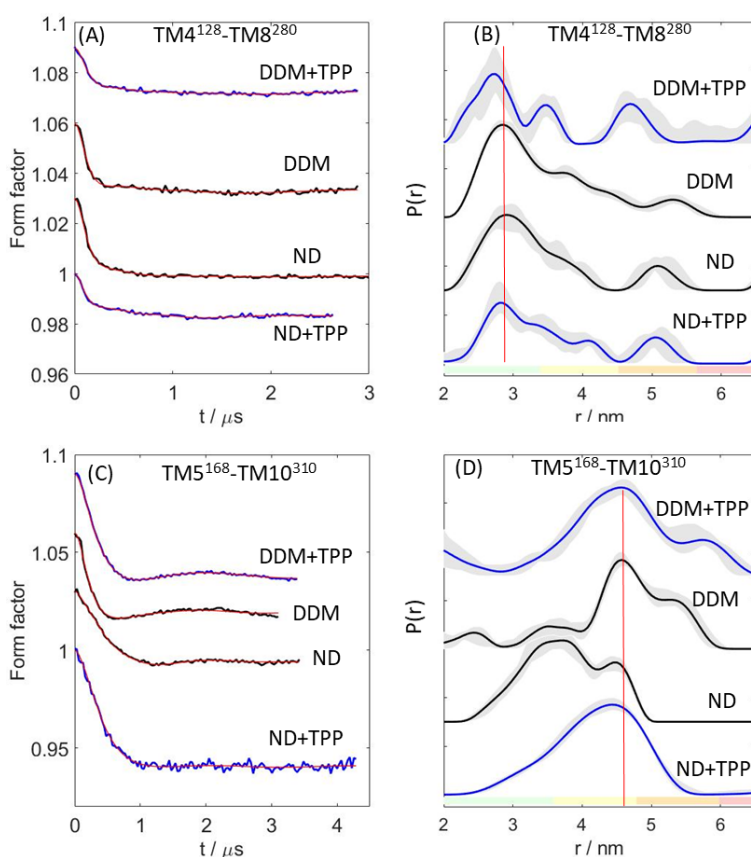 (A) TM4¹²⁸-TM8²⁸⁰
1.1
1.08
1.06
1.04
1.02
1
0.98
0.96
Form factor
DDM+TPP
DDM
ND
ND+TPP
0 1 2 3
t / μs
(B) TM4¹²⁸-TM8²⁸⁰
P(r)
DDM+TPP
DDM
ND
ND+TPP
2 3 4 5 6
r / nm
(C) TM5¹⁶⁸-TM10³¹⁰
1.1
1.05
1
0.95
Form factor
DDM+TPP
DDM
ND
ND+TPP
0 1 2 3 4
t / μs
(D) TM5¹⁶⁸-TM10³¹⁰
P(r)
DDM+TPP
DDM
ND
ND+TPP
2 3 4 5 6
r / nm